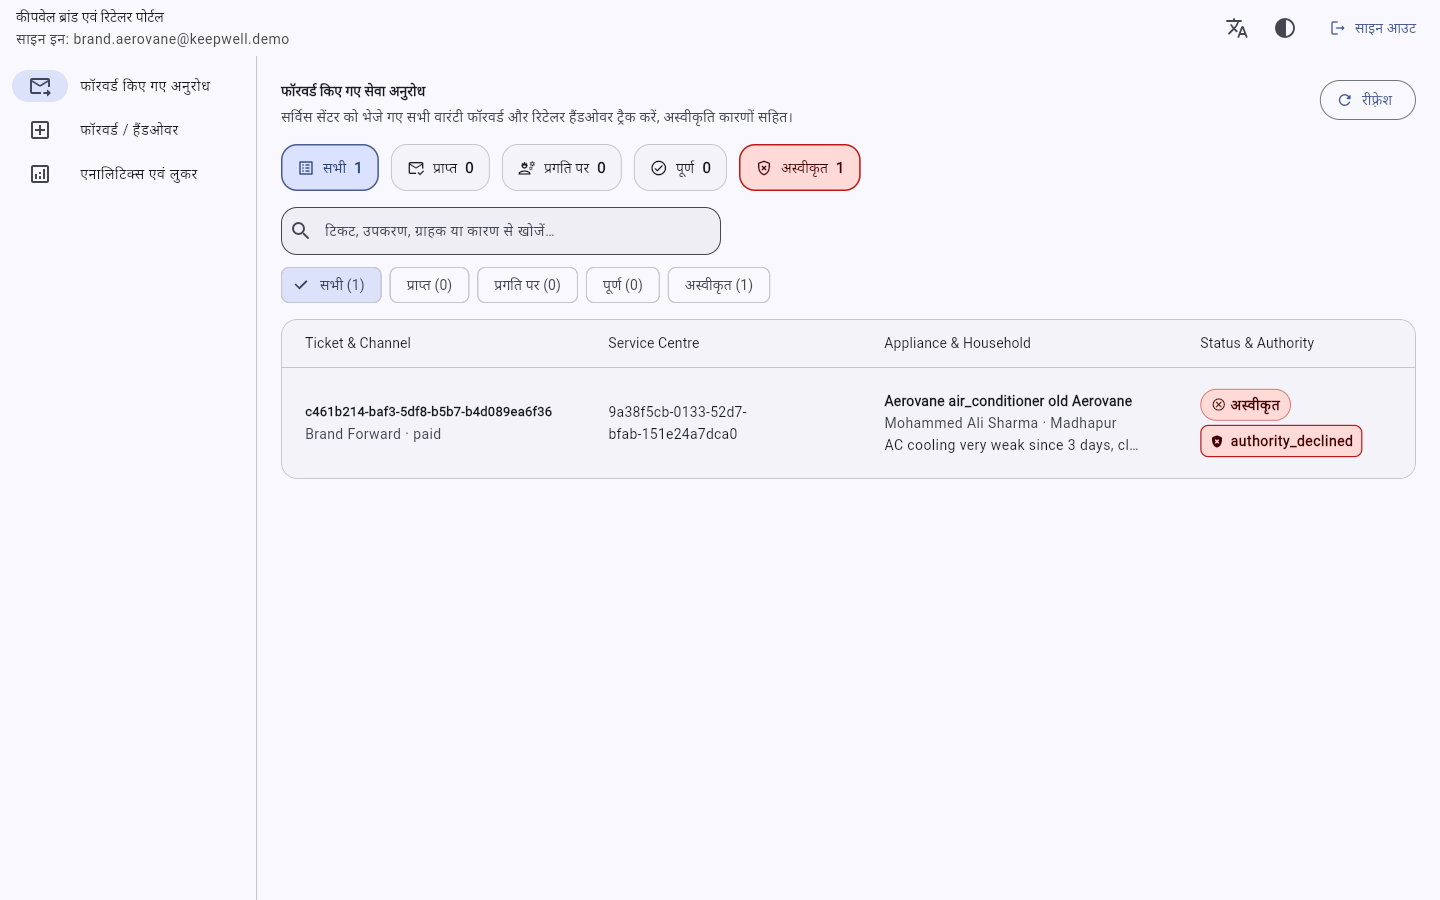 कीपवेल ब्रांड एवं रिटेलर पोर्टल
साइन इन: brand.aerovane@keepwell.demo
साइन आउट
फॉरवर्ड किए गए अनुरोध
फॉरवर्ड / हैंडओवर
एनालिटिक्स एवं लुकर
फॉरवर्ड किए गए सेवा अनुरोध
सर्विस सेंटर को भेजे गए सभी वारंटी फॉरवर्ड और रिटेलर हैंडओवर ट्रैक करें, अस्वीकृति कारणों सहित।
रीफ़्रेश
सभी 1
प्राप्त 0
प्रगति पर 0
पूर्ण 0
अस्वीकृत 1
टिकट, उपकरण, ग्राहक या कारण से खोजें…
सभी (1)
प्राप्त (0)
प्रगति पर (0)
पूर्ण (0)
अस्वीकृत (1)
Ticket & Channel
Service Centre
Appliance & Household
Status & Authority
c461b214-baf3-5df8-b5b7-b4d089ea6f36
Brand Forward · paid
9a38f5cb-0133-52d7-
bfab-151e24a7dca0
Aerovane air_conditioner old Aerovane
Mohammed Ali Sharma · Madhapur
AC cooling very weak since 3 days, cl…
अस्वीकृत
authority_declined